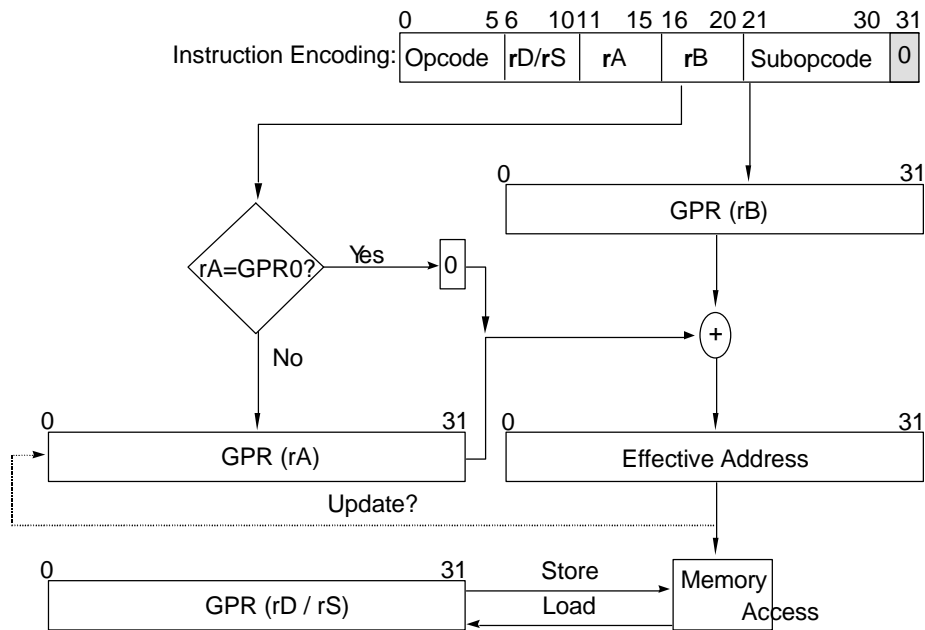 0 5 6 10 11 15 16 20 21 30 31
Instruction Encoding: Opcode rD/rS rA rB Subopcode 0
0 31
GPR (rB)
rA=GPR0? Yes 0
+
No
0 31 0 31
GPR (rA) Effective Address
Update?
0 31
GPR (rD / rS) Store Memory
Load Access